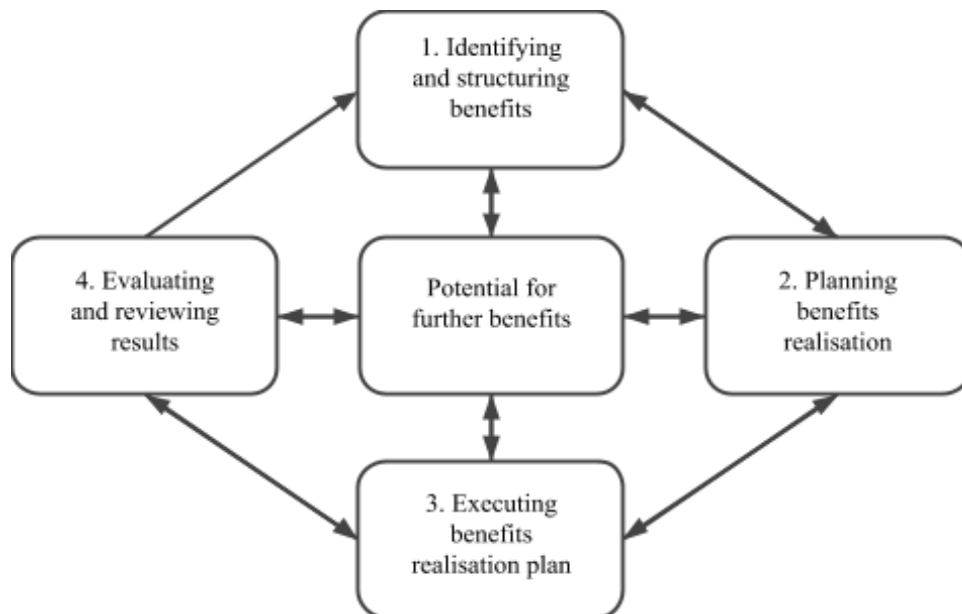 1. Identifying
and structuring
benefits
4. Evaluating
and reviewing
results
Potential for
further benefits
2. Planning
benefits
realisation
3. Executing
benefits
realisation plan